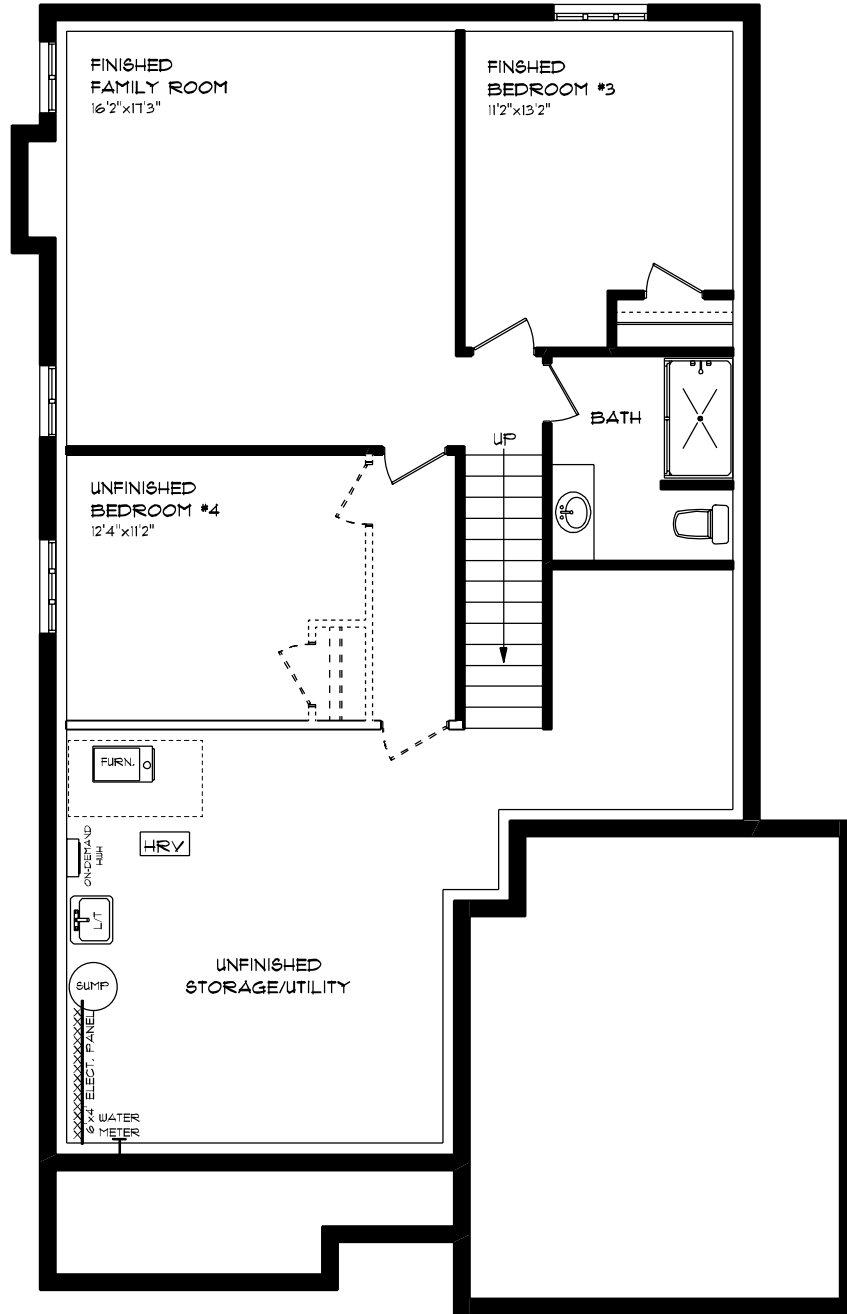 FINISHED
FAMILY ROOM
16'2"x17'3"
FINSHED
BEDROOM #3
11'2"x13'2"
BATH
UP
UNFINISHED
BEDROOM #4
12'4"x11'2"
FURN.
ON-DEMAND
HWH
HRV
L/T
UNFINISHED
STORAGE/UTILITY
SUMP
6'x4' ELECT. PANEL
WATER
METER